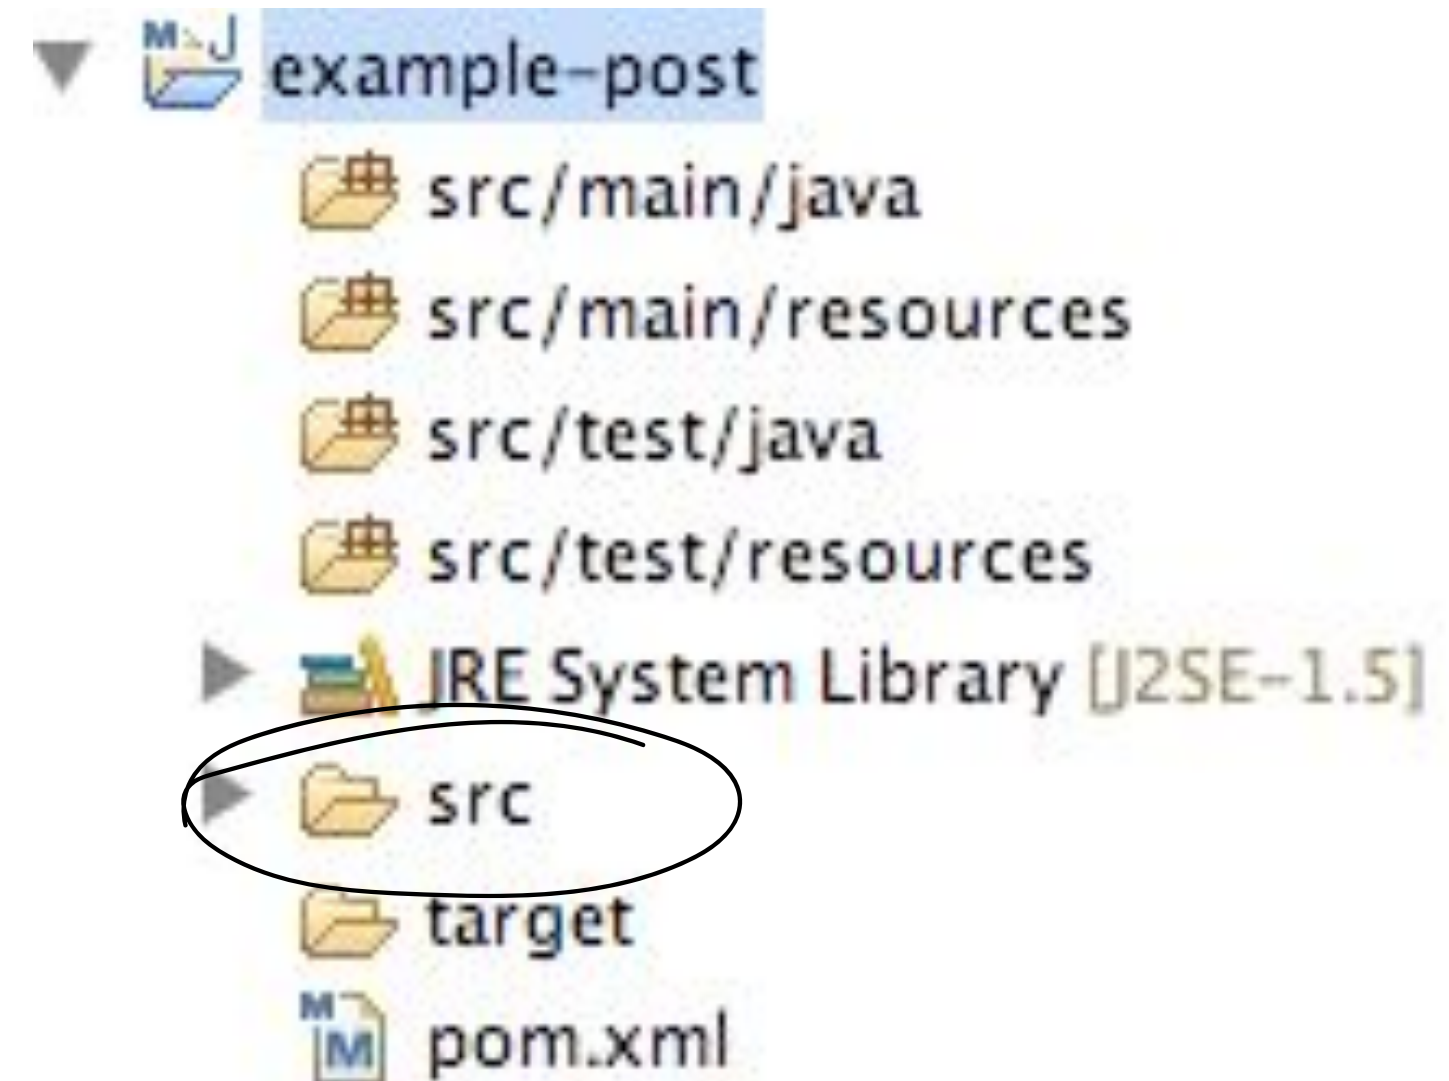 example-post
src/main/java
src/main/resources
src/test/java
src/test/resources
JRE System Library [J2SE-1.5]
src
target
pom.xml